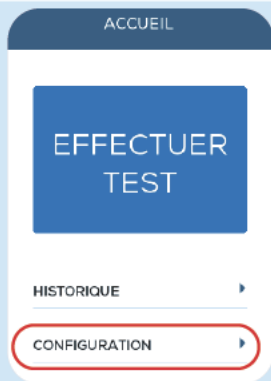 ACCUEIL
EFFECTUER
TEST
HISTORIQUE
CONFIGURATION